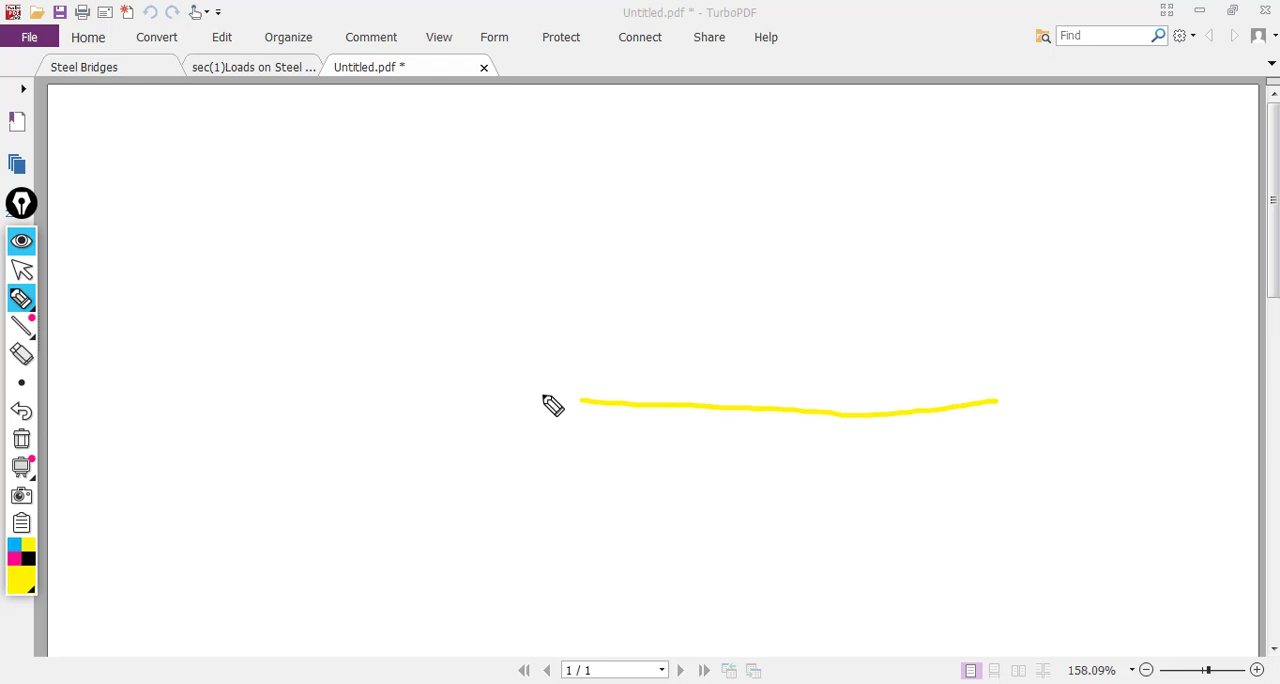 Untitled.pdf * - TurboPDF
File Home Convert Edit Organize Comment View Form Protect Connect Share Help Find
Steel Bridges sec(1)Loads on Steel ... Untitled.pdf *
1 / 1 158.09%